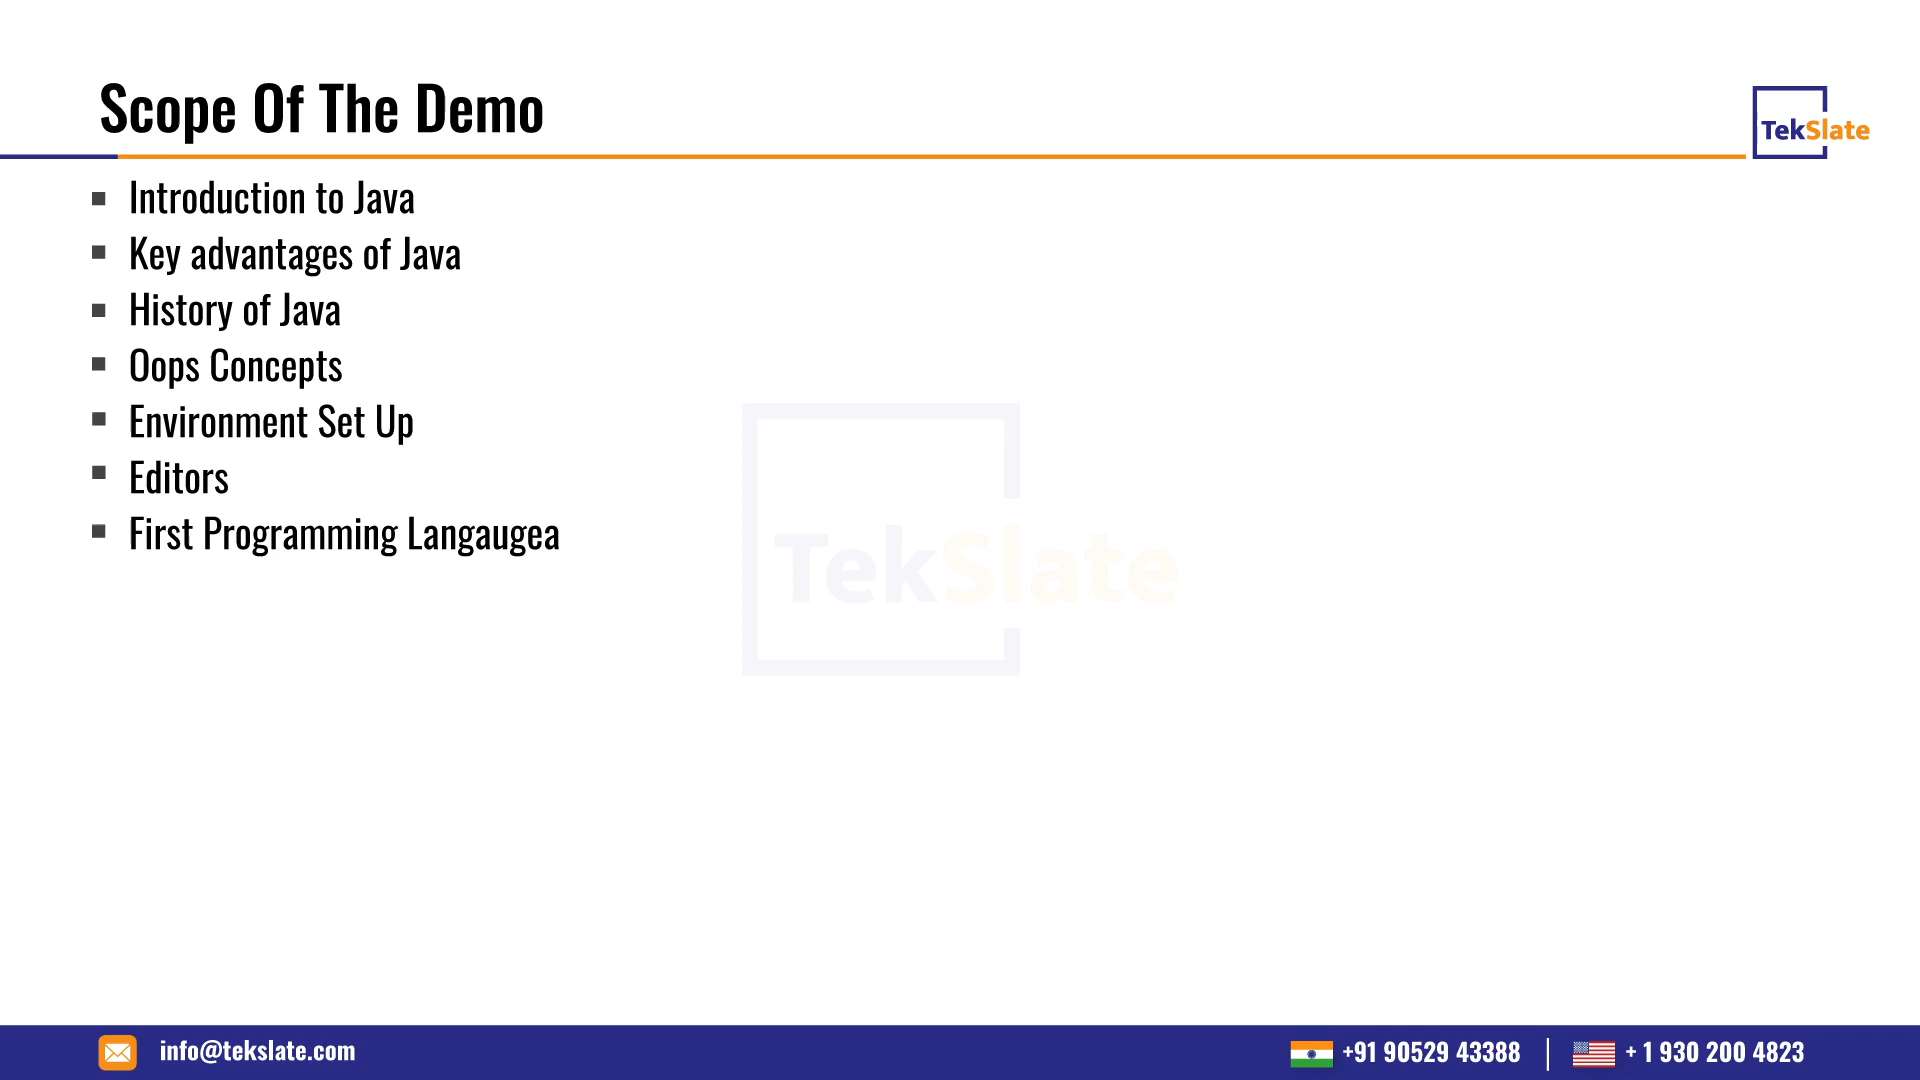 Scope Of The Demo
TekSlate
Introduction to Java
Key advantages of Java
History of Java
Oops Concepts
Environment Set Up
Editors
First Programming Langaugea
TekSlate
info@tekslate.com
+91 90529 43388
+ 1 930 200 4823